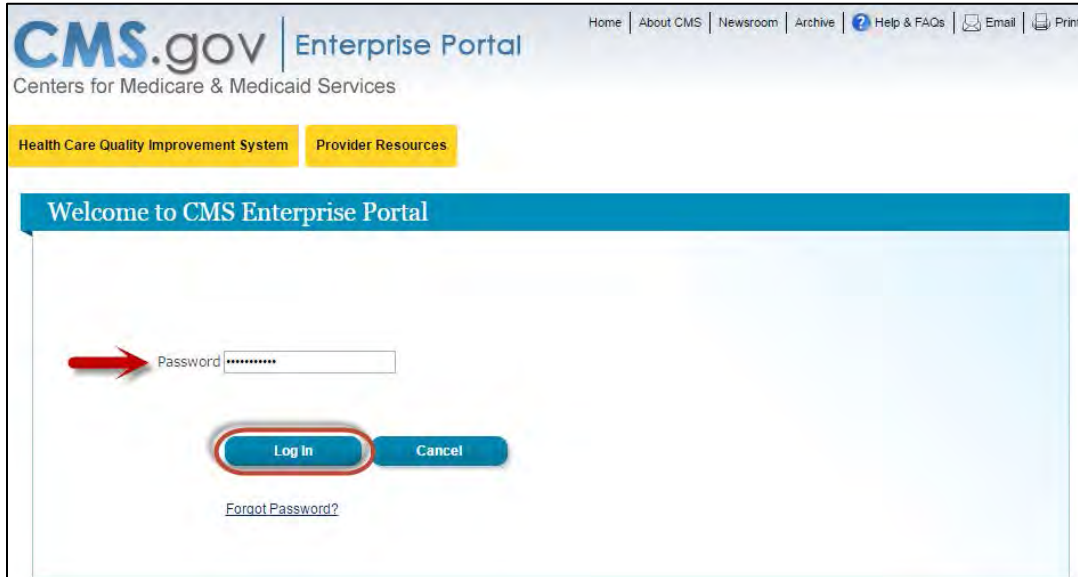 Home | About CMS | Newsroom | Archive | ? Help & FAQs | Email | Print
CMS.gov | Enterprise Portal
Centers for Medicare & Medicaid Services
Health Care Quality Improvement System Provider Resources
Welcome to CMS Enterprise Portal
Password •••••••••••
Log In Cancel
Forgot Password?